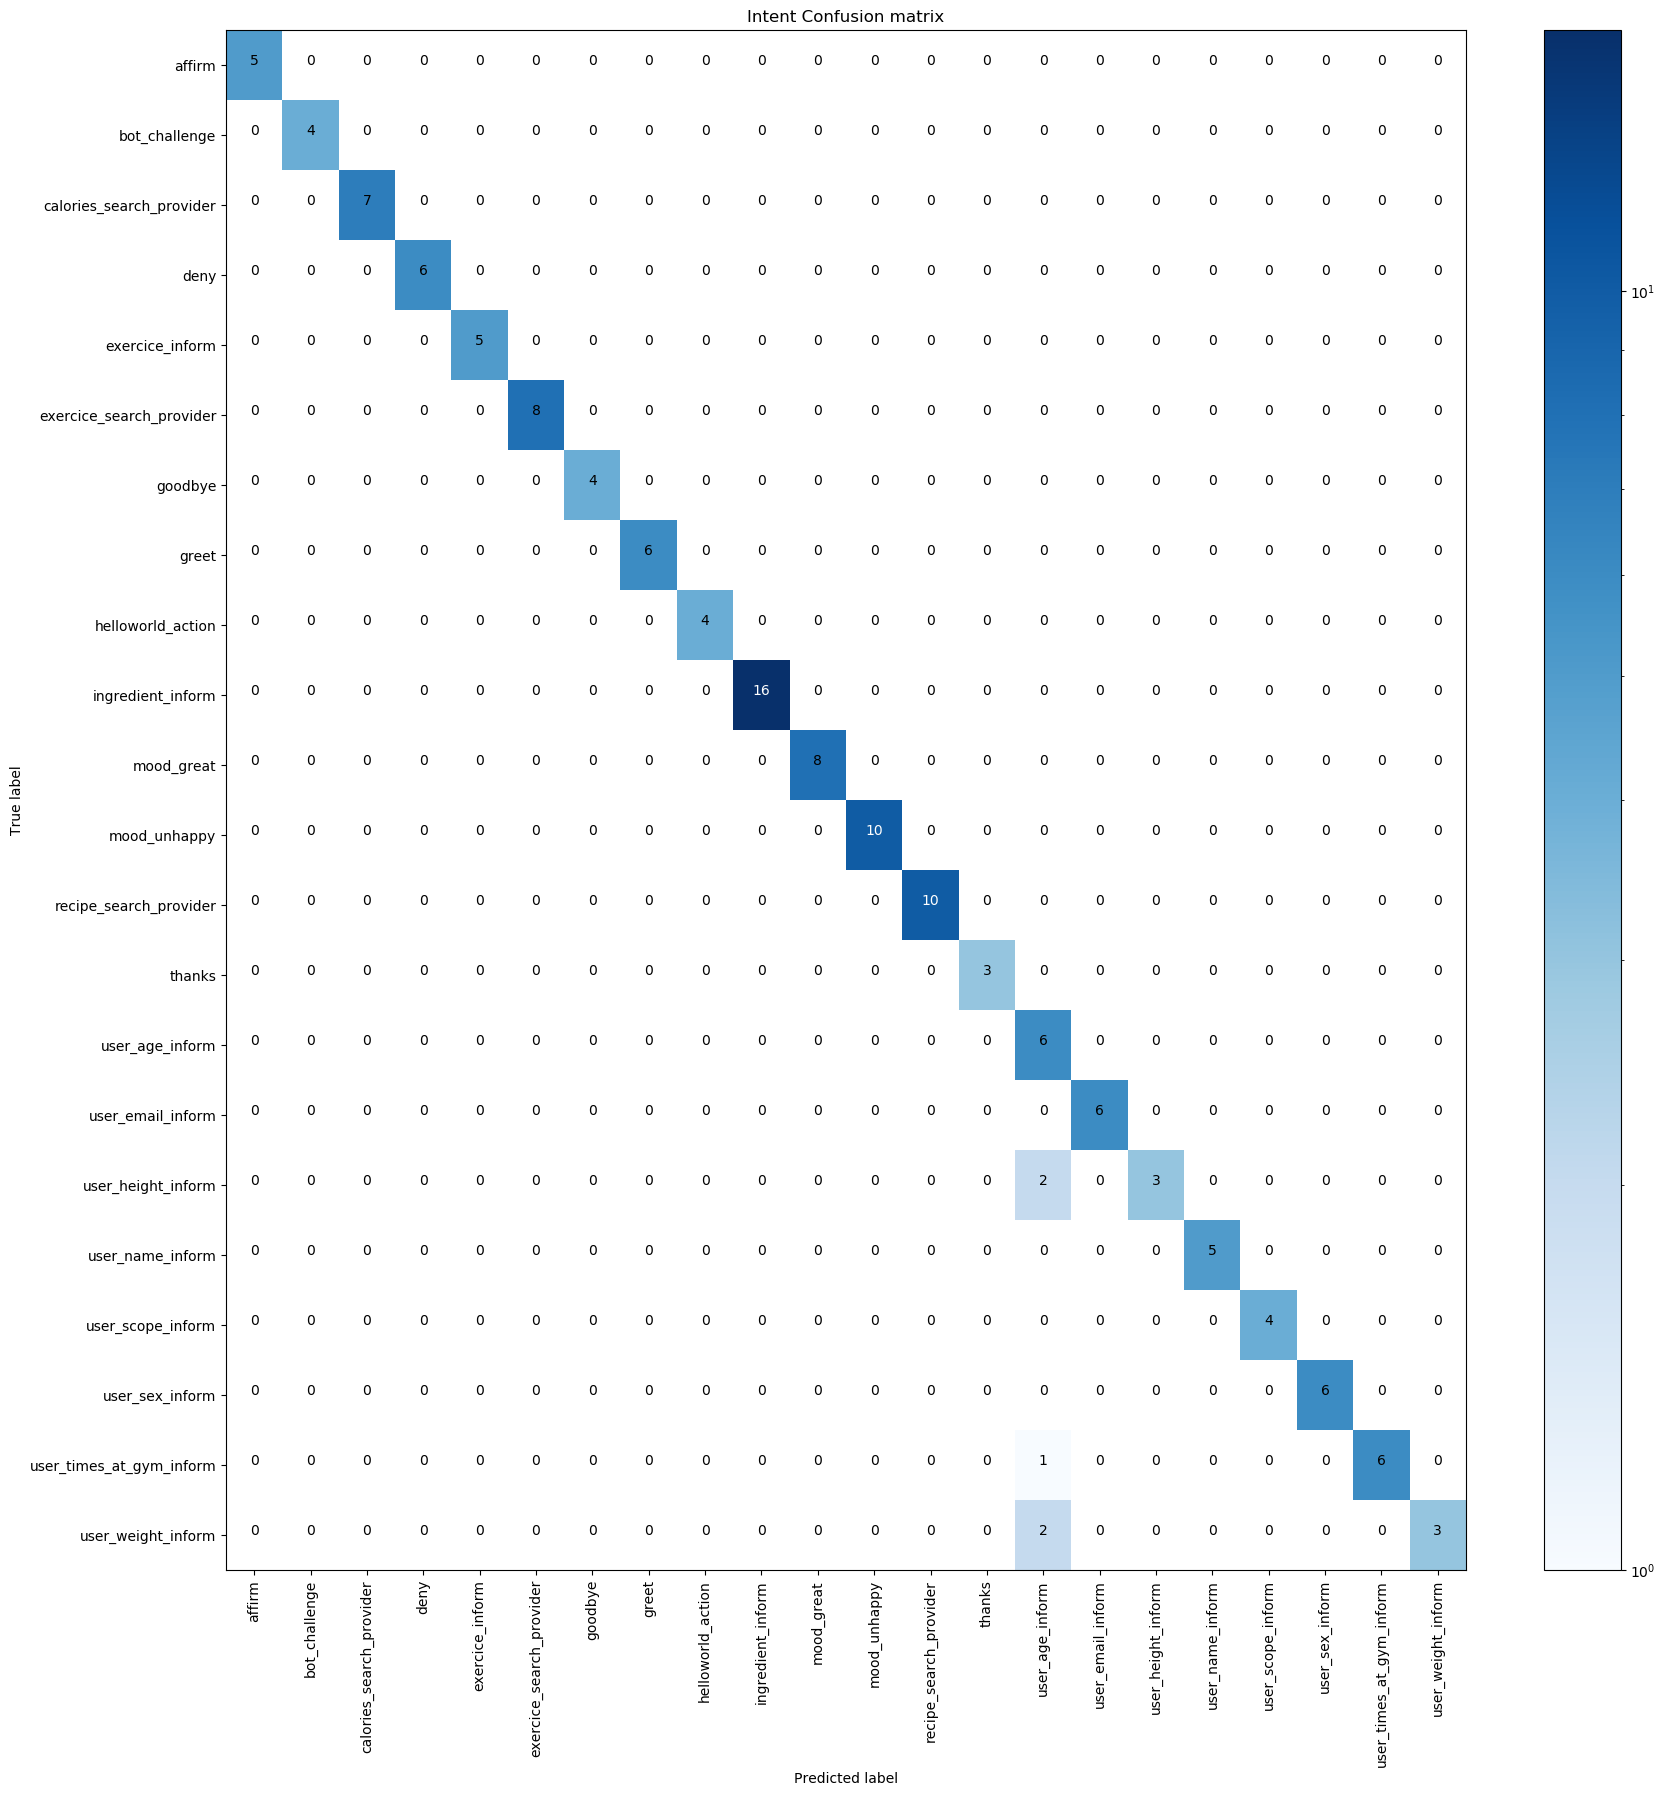 Intent Confusion matrix
affirm 5 0 0 0 0 0 0 0 0 0 0 0 0 0 0 0 0 0 0 0 0 0
bot_challenge 0 4 0 0 0 0 0 0 0 0 0 0 0 0 0 0 0 0 0 0 0 0
calories_search_provider 0 0 7 0 0 0 0 0 0 0 0 0 0 0 0 0 0 0 0 0 0 0
deny 0 0 0 6 0 0 0 0 0 0 0 0 0 0 0 0 0 0 0 0 0 0
exercice_inform 0 0 0 0 5 0 0 0 0 0 0 0 0 0 0 0 0 0 0 0 0 0
exercice_search_provider 0 0 0 0 0 8 0 0 0 0 0 0 0 0 0 0 0 0 0 0 0 0
goodbye 0 0 0 0 0 0 4 0 0 0 0 0 0 0 0 0 0 0 0 0 0 0
greet 0 0 0 0 0 0 0 6 0 0 0 0 0 0 0 0 0 0 0 0 0 0
helloworld_action 0 0 0 0 0 0 0 0 4 0 0 0 0 0 0 0 0 0 0 0 0 0
ingredient_inform 0 0 0 0 0 0 0 0 0 16 0 0 0 0 0 0 0 0 0 0 0 0
mood_great 0 0 0 0 0 0 0 0 0 0 8 0 0 0 0 0 0 0 0 0 0 0
mood_unhappy 0 0 0 0 0 0 0 0 0 0 0 10 0 0 0 0 0 0 0 0 0 0
recipe_search_provider 0 0 0 0 0 0 0 0 0 0 0 0 10 0 0 0 0 0 0 0 0 0
thanks 0 0 0 0 0 0 0 0 0 0 0 0 0 3 0 0 0 0 0 0 0 0
user_age_inform 0 0 0 0 0 0 0 0 0 0 0 0 0 0 6 0 0 0 0 0 0 0
user_email_inform 0 0 0 0 0 0 0 0 0 0 0 0 0 0 0 6 0 0 0 0 0 0
user_height_inform 0 0 0 0 0 0 0 0 0 0 0 0 0 0 2 0 3 0 0 0 0 0
user_name_inform 0 0 0 0 0 0 0 0 0 0 0 0 0 0 0 0 0 5 0 0 0 0
user_scope_inform 0 0 0 0 0 0 0 0 0 0 0 0 0 0 0 0 0 0 4 0 0 0
user_sex_inform 0 0 0 0 0 0 0 0 0 0 0 0 0 0 0 0 0 0 0 6 0 0
user_times_at_gym_inform 0 0 0 0 0 0 0 0 0 0 0 0 0 0 1 0 0 0 0 0 6 0
user_weight_inform 0 0 0 0 0 0 0 0 0 0 0 0 0 0 2 0 0 0 0 0 0 3
True label
affirm
bot_challenge
calories_search_provider
deny
exercice_inform
exercice_search_provider
goodbye
greet
helloworld_action
ingredient_inform
mood_great
mood_unhappy
recipe_search_provider
thanks
user_age_inform
user_email_inform
user_height_inform
user_name_inform
user_scope_inform
user_sex_inform
user_times_at_gym_inform
user_weight_inform
Predicted label
10¹
10⁰